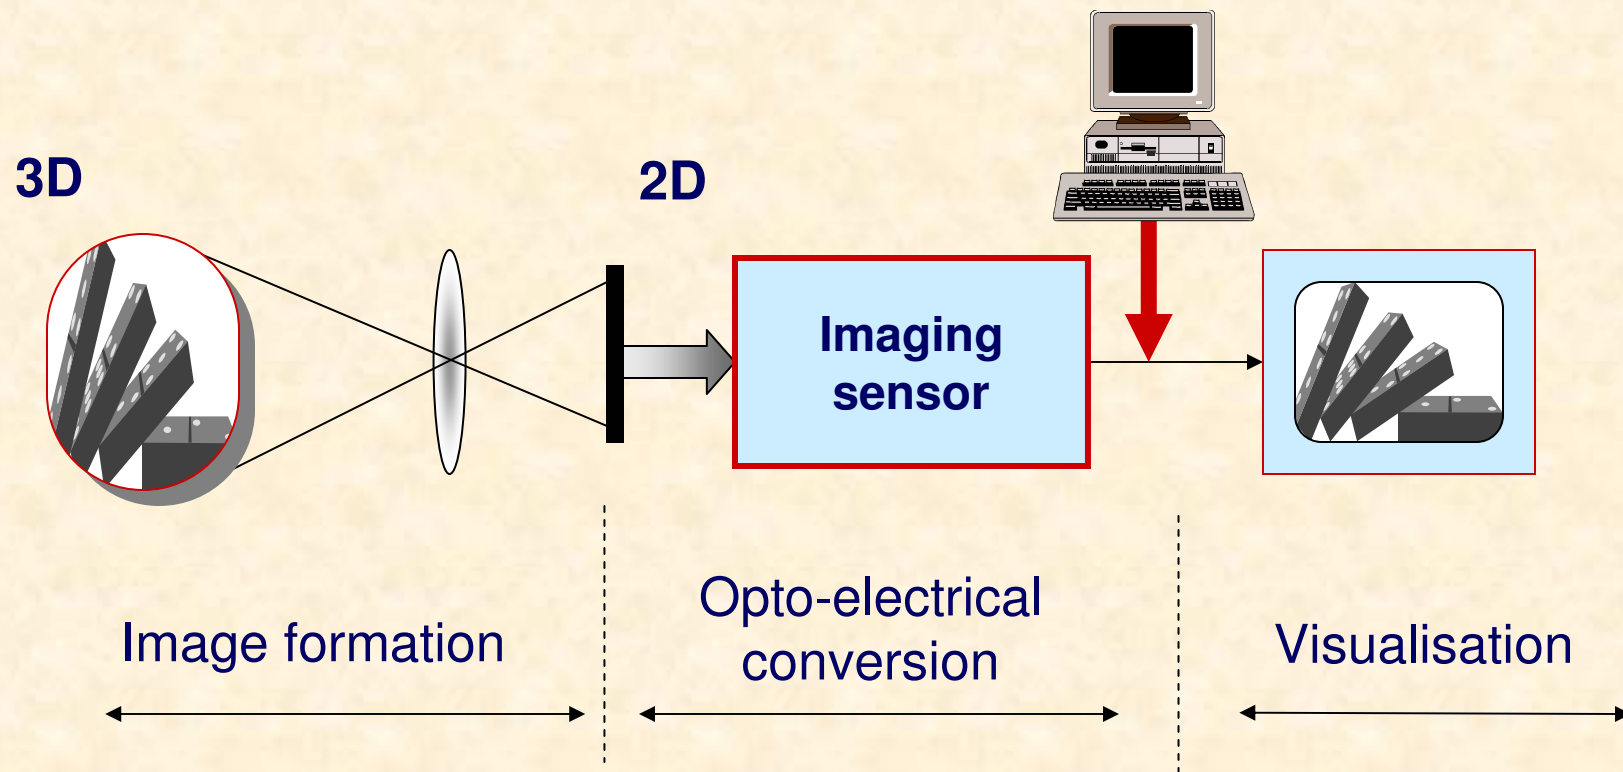 3D
2D
Imaging
sensor
Image formation
Opto-electrical
conversion
Visualisation